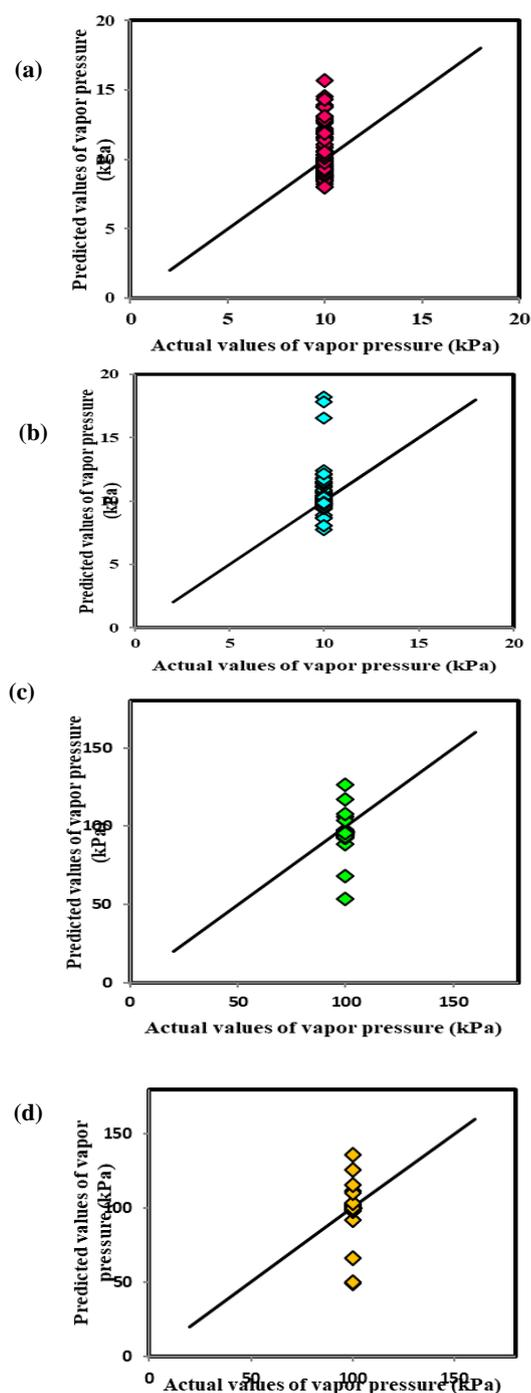 (a)
Predicted values of vapor pressure
(kPa)
20
15
10
5
0
0 5 10 15 20
Actual values of vapor pressure (kPa)
(b)
Predicted values of vapor pressure
(kPa)
20
15
10
5
0
0 5 10 15 20
Actual values of vapor pressure (kPa)
(c)
Predicted values of vapor pressure
(kPa)
150
100
50
0
0 50 100 150
Actual values of vapor pressure (kPa)
(d)
Predicted values of vapor
pressure(kPa)
150
100
50
0
0 50 100 150
Actual values of vapor pressure (kPa)